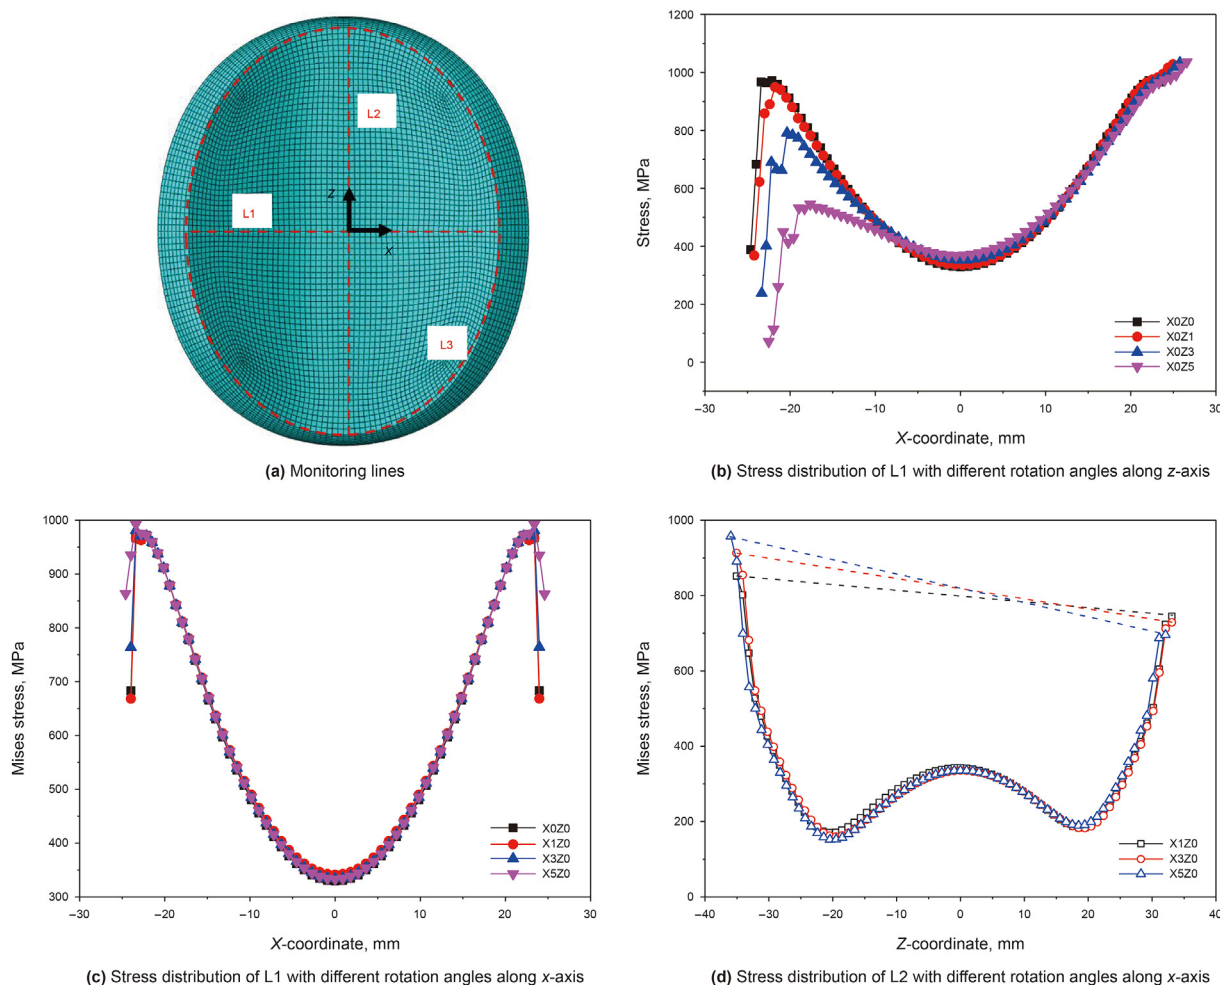 L2
z
L1
x
L3
(a) Monitoring lines
1200
1000
800
600
400
200
0
Stress, MPa
X0Z0
X0Z1
X0Z3
X0Z5
−30 −20 −10 0 10 20 30
X-coordinate, mm
(b) Stress distribution of L1 with different rotation angles along z-axis
1000
900
800
700
600
500
400
300
Mises stress, MPa
X0Z0
X1Z0
X3Z0
X5Z0
−30 −20 −10 0 10 20 30
X-coordinate, mm
(c) Stress distribution of L1 with different rotation angles along x-axis
1000
800
600
400
200
0
Mises stress, MPa
X1Z0
X3Z0
X5Z0
−40 −30 −20 −10 0 10 20 30 40
Z-coordinate, mm
(d) Stress distribution of L2 with different rotation angles along x-axis